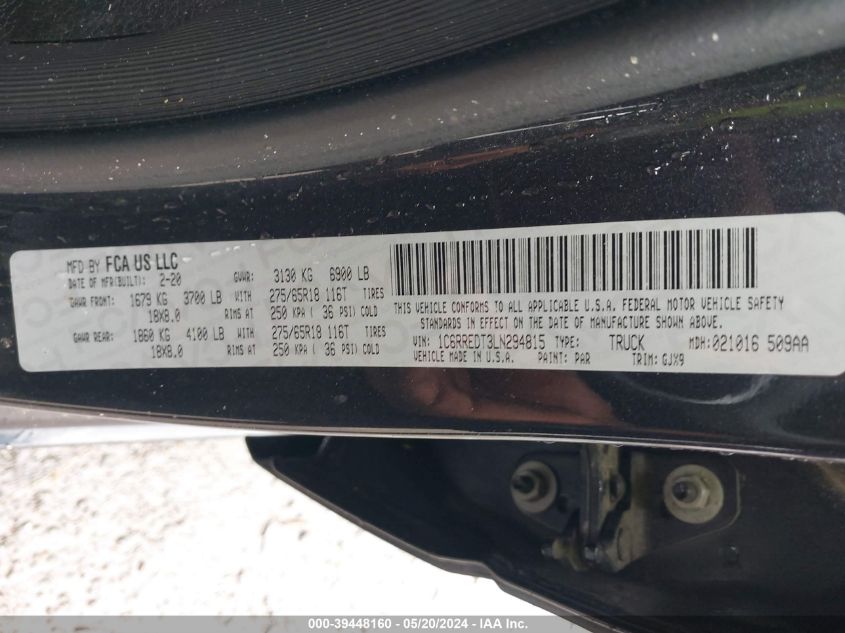 MFD BY FCA US LLC
DATE OF MFR(BUILT): 2-20 GVWR: 3130 KG 6900 LB
GAWR FRONT: 1679 KG 3700 LB WITH 275/65R18 116T TIRES
18X8.0 RIMS AT 250 KPA ( 36 PSI) COLD
GAWR REAR: 1860 KG 4100 LB WITH 275/65R18 116T TIRES
18X8.0 RIMS AT 250 KPA ( 36 PSI) COLD
THIS VEHICLE CONFORMS TO ALL APPLICABLE U.S.A. FEDERAL MOTOR VEHICLE SAFETY
STANDARDS IN EFFECT ON THE DATE OF MANUFACTURE SHOWN ABOVE.
VIN: 1C6RREDT3LN294815 TYPE: TRUCK MDH: 021016 509AA
VEHICLE MADE IN U.S.A. PAINT: PAR TRIM: GJX9
000-39448160 - 05/20/2024 - IAA Inc.